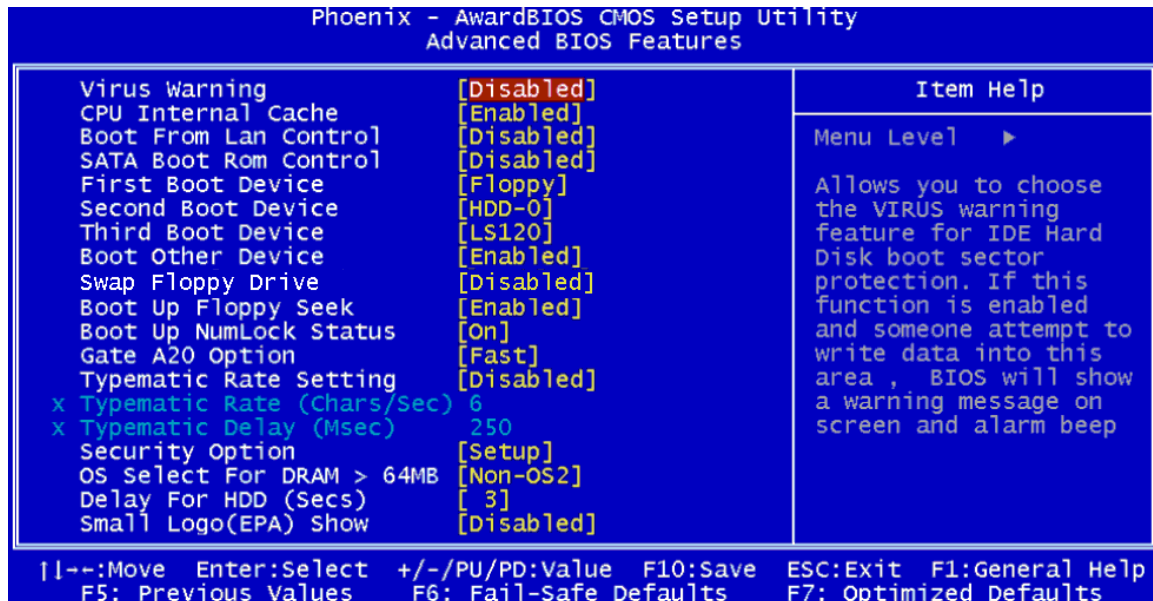 Phoenix - AwardBIOS CMOS Setup Utility
Advanced BIOS Features
Virus Warning [Disabled]
CPU Internal Cache [Enabled]
Boot From Lan Control [Disabled]
SATA Boot Rom Control [Disabled]
First Boot Device [Floppy]
Second Boot Device [HDD-0]
Third Boot Device [LS120]
Boot Other Device [Enabled]
Swap Floppy Drive [Disabled]
Boot Up Floppy Seek [Enabled]
Boot Up NumLock Status [On]
Gate A20 Option [Fast]
Typematic Rate Setting [Disabled]
x Typematic Rate (Chars/Sec) 6
x Typematic Delay (Msec) 250
Security Option [Setup]
OS Select For DRAM > 64MB [Non-OS2]
Delay For HDD (Secs) [ 3]
Small Logo(EPA) Show [Disabled]
Item Help
Menu Level ►
Allows you to choose
the VIRUS warning
feature for IDE Hard
Disk boot sector
protection. If this
function is enabled
and someone attempt to
write data into this
area , BIOS will show
a warning message on
screen and alarm beep
↑↓→←:Move Enter:Select +/-/PU/PD:Value F10:Save ESC:Exit F1:General Help
F5: Previous Values F6: Fail-Safe Defaults F7: Optimized Defaults